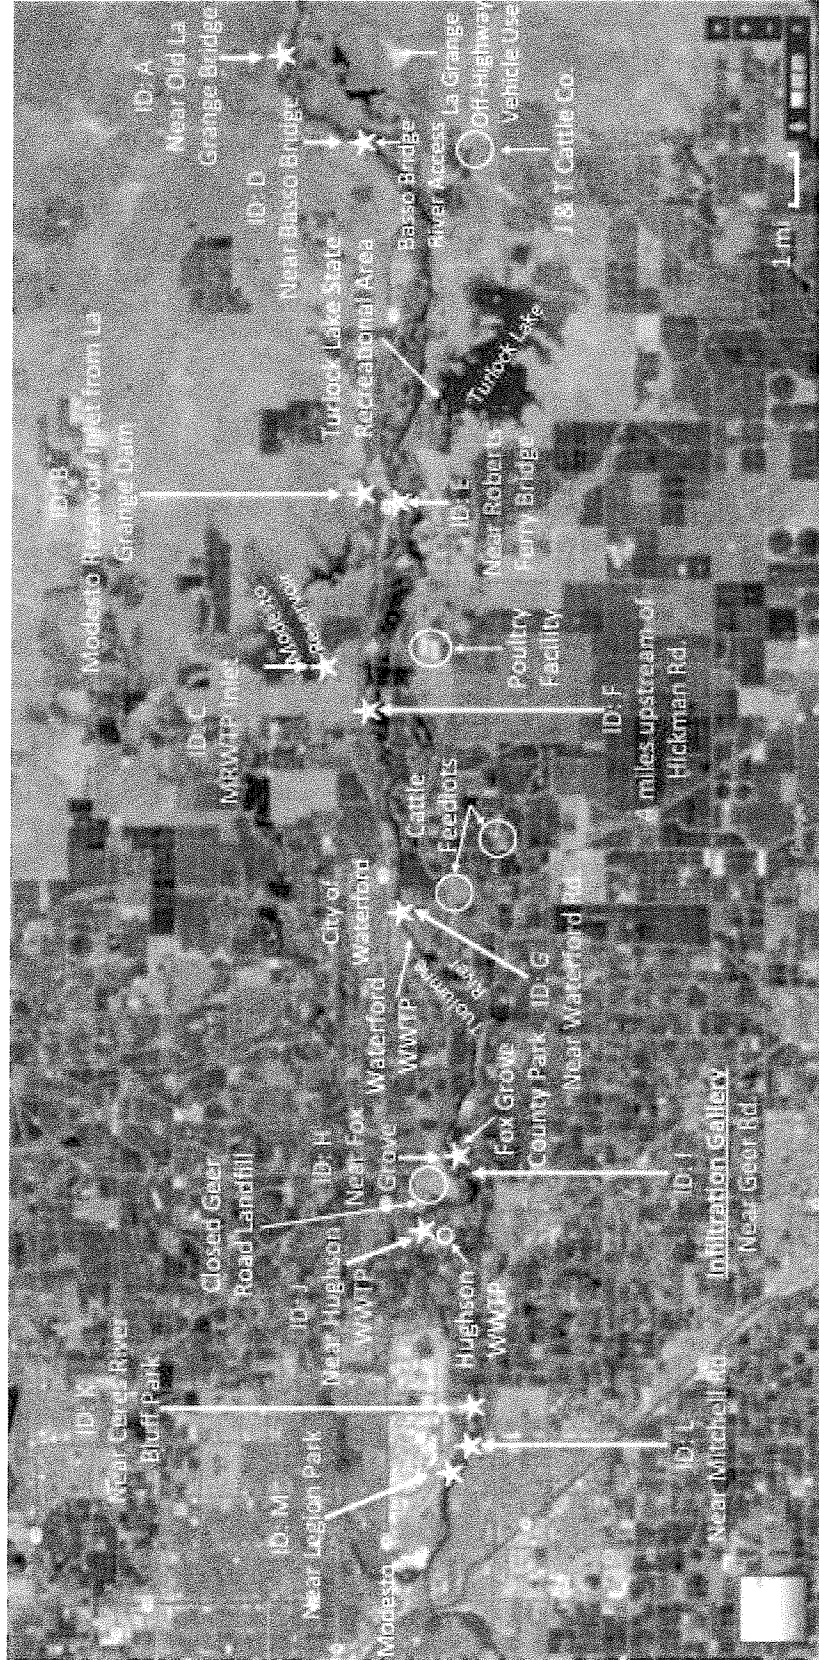 ID: M
Near Legion Park
Modesto
ID: K
Near Ceres River
Bluff Park
ID: L
Near Mitchell Rd.
Closed Geer
Road Landfill
ID: J
Near Hughson
WWTP
Hughson
WWTP
ID: H
Near Fox
Grove
Fox Grove
County Park
ID: I
Infiltration Gallery
Near Geer Rd.
City of
Waterford
Waterford
WWTP
Tuolumne
River
ID: G
Near Waterford Rd.
Cattle
Feedlots
ID: C
MRWTP Inlet
Modesto
Reservoir
ID: F
4 miles upstream of
Hickman Rd.
Poultry
Facility
ID: B
Modesto Reservoir Inlet from La
Grange Dam
ID: E
Near Roberts
Ferry Bridge
Turlock Lake State
Recreational Area
Turlock Lake
ID: D
Near Basso Bridge
Basso Bridge
River Access
ID: A
Near Old La
Grange Bridge
La Grange
Off-Highway
Vehicle Use
J & T Cattle Co.
1 mi